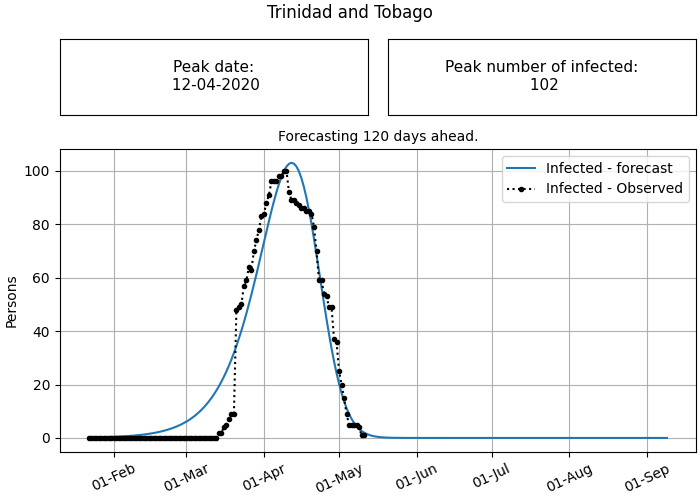 Trinidad and Tobago
Peak date:
12-04-2020
Peak number of infected:
102
Forecasting 120 days ahead.
Infected - forecast
Infected - Observed
Persons
100
80
60
40
20
0
01-Feb
01-Mar
01-Apr
01-May
01-Jun
01-Jul
01-Aug
01-Sep